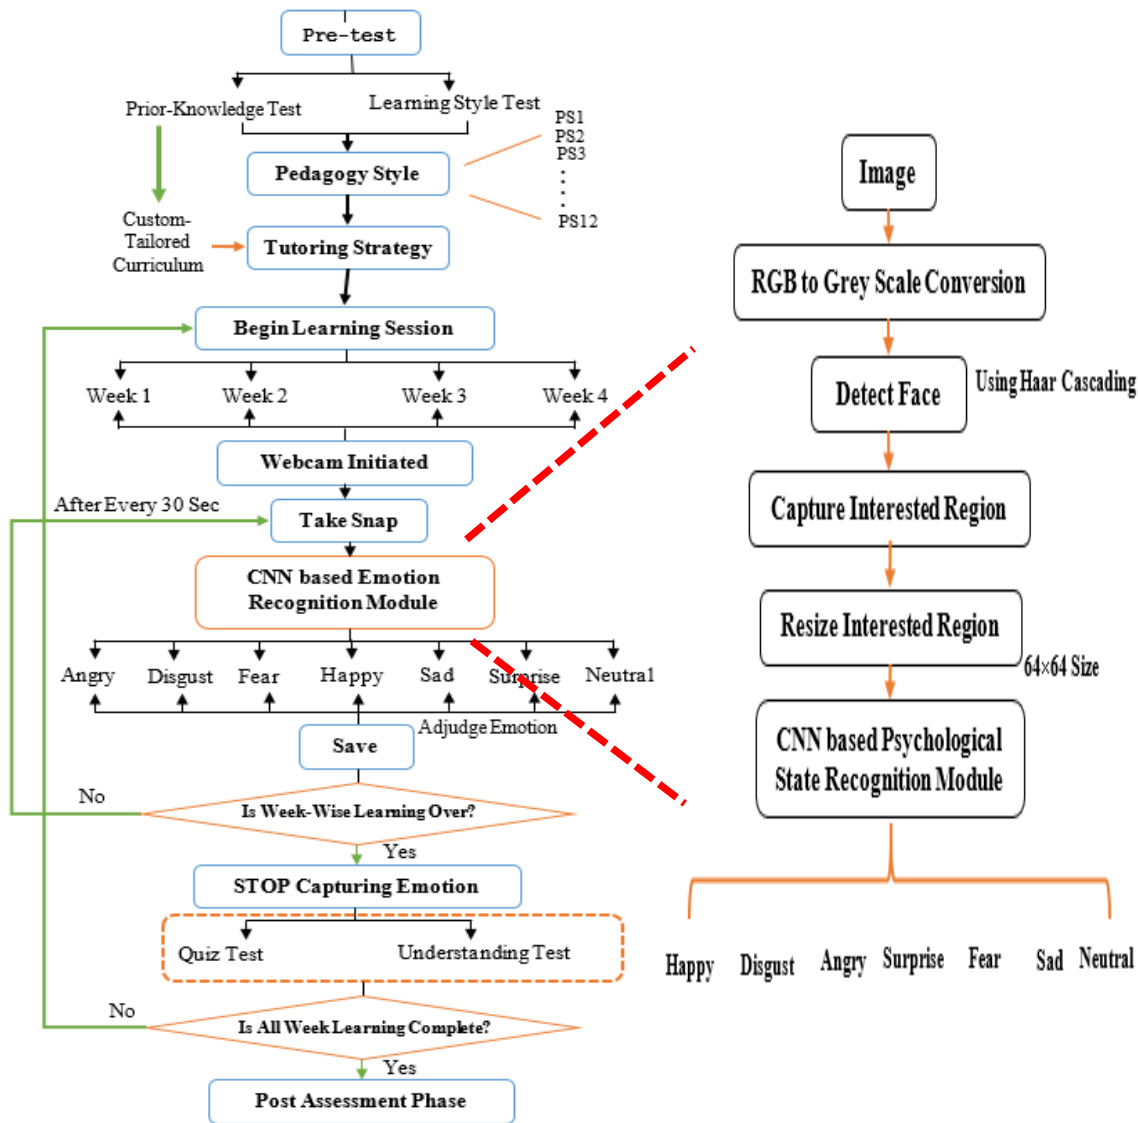 Pre-test
Prior-Knowledge Test
Learning Style Test
PS1
PS2
PS3
PS12
Pedagogy Style
Custom-
Tailored
Curriculum
Tutoring Strategy
Begin Learning Session
Week 1
Week 2
Week 3
Week 4
Webcam Initiated
After Every 30 Sec
Take Snap
CNN based Emotion
Recognition Module
Angry
Disgust
Fear
Happy
Sad
Surprise
Neutral
Adjudge Emotion
Save
No
Is Week-Wise Learning Over?
Yes
STOP Capturing Emotion
Quiz Test
Understanding Test
No
Is All Week Learning Complete?
Yes
Post Assessment Phase
Image
RGB to Grey Scale Conversion
Detect Face
Using Haar Cascading
Capture Interested Region
Resize Interested Region
64×64 Size
CNN based Psychological
State Recognition Module
Happy
Disgust
Angry
Surprise
Fear
Sad
Neutral